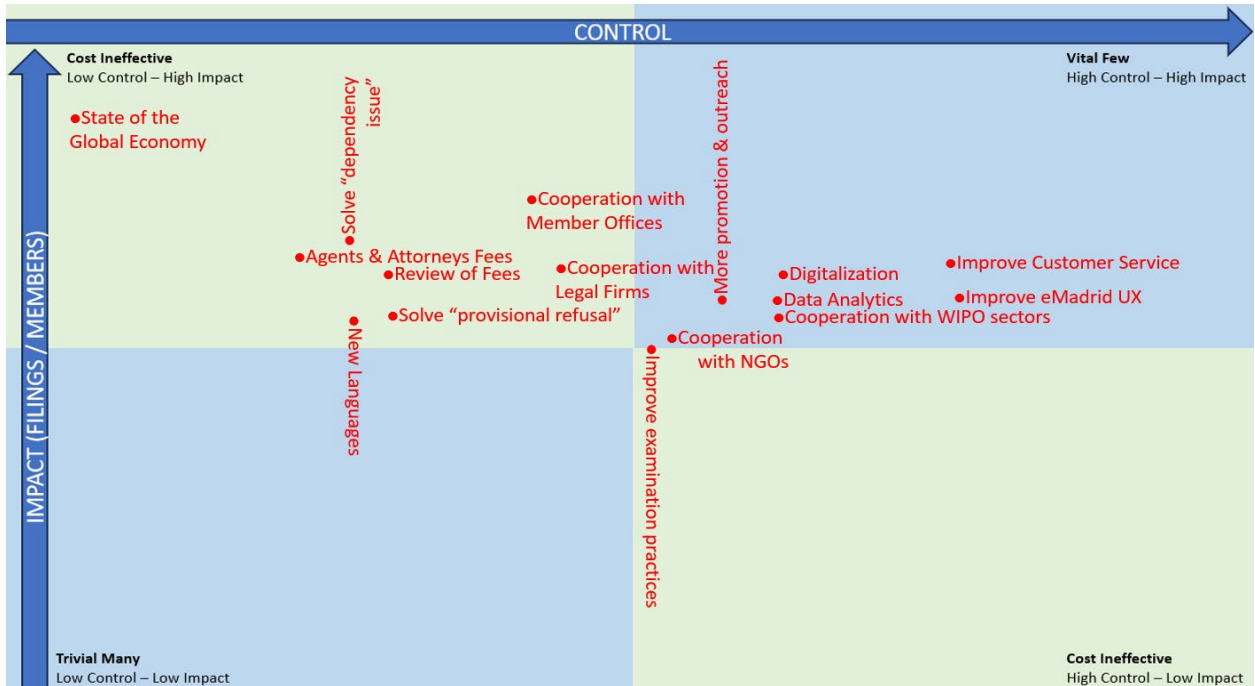 CONTROL
IMPACT (FILINGS / MEMBERS)
Cost Ineffective
Low Control – High Impact
Vital Few
High Control – High Impact
●State of the
Global Economy
●Solve “dependency
issue”
●More promotion & outreach
●Cooperation with
Member Offices
●Agents & Attorneys Fees
●Review of Fees
●Cooperation with
Legal Firms
●Digitalization
●Improve Customer Service
●Data Analytics
●Improve eMadrid UX
●Solve “provisional refusal”
●Cooperation with WIPO sectors
●New Languages
●Cooperation
with NGOs
●Improve examination practices
Trivial Many
Low Control – Low Impact
Cost Ineffective
High Control – Low Impact